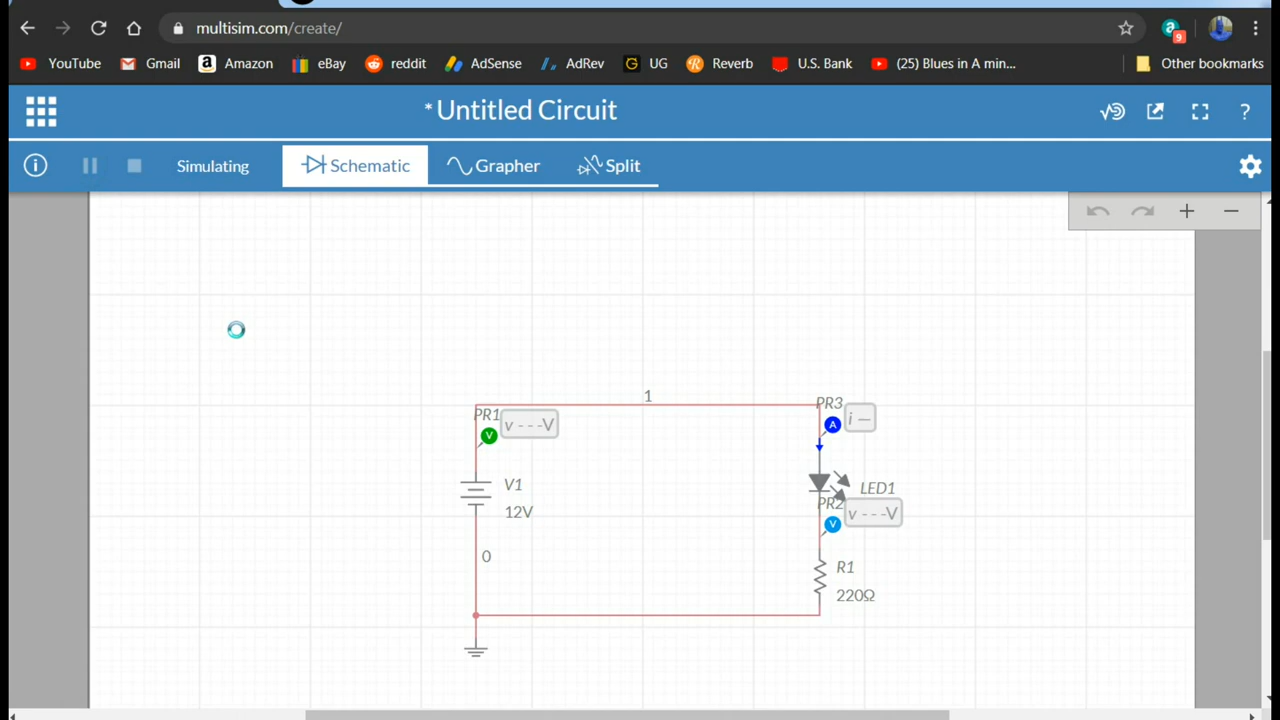 multisim.com/create/
a
9
YouTube Gmail Amazon eBay reddit AdSense AdRev UG Reverb U.S. Bank (25) Blues in A min... Other bookmarks
* Untitled Circuit ?
i Simulating Schematic Grapher Split
1
PR1 v - - -V
V
PR3 i —
A
V1
12V
LED1
PR2 v - - -V
V
0
R1
220Ω